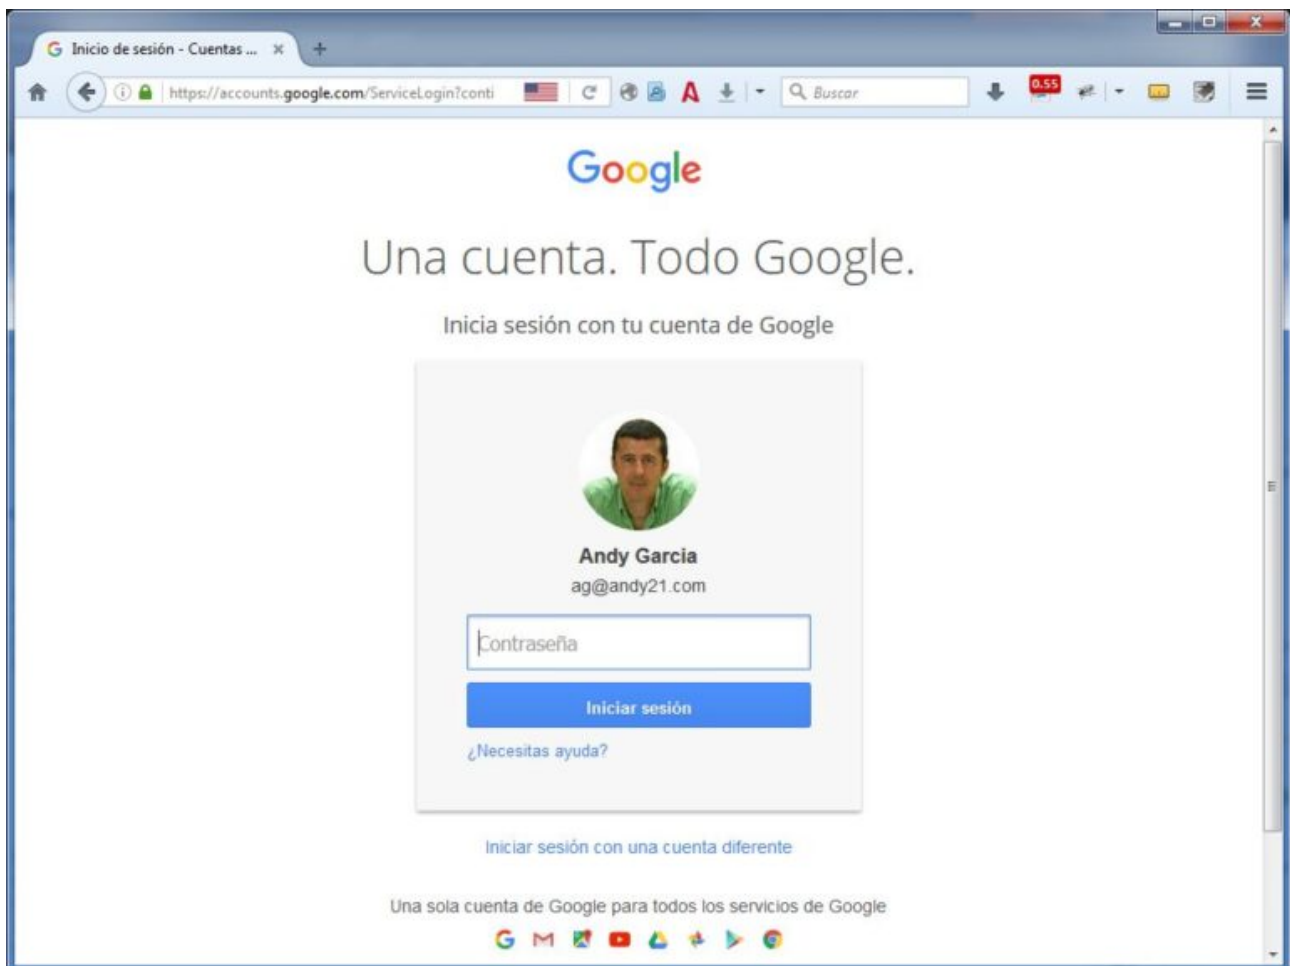 Inicio de sesión - Cuentas ...
https://accounts.google.com/ServiceLogin?conti
Buscar
0.55
Google
Una cuenta. Todo Google.
Inicia sesión con tu cuenta de Google
Andy Garcia
ag@andy21.com
Contraseña
Iniciar sesión
¿Necesitas ayuda?
Iniciar sesión con una cuenta diferente
Una sola cuenta de Google para todos los servicios de Google